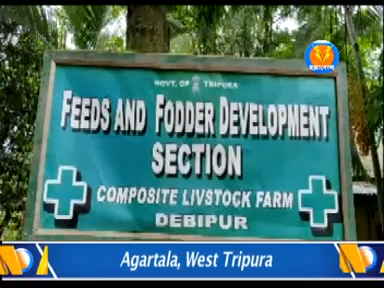 GOVT. OF TRIPURA
FEEDS AND FODDER DEVELOPMENT
SECTION
COMPOSITE LIVSTOCK FARM
DEBIPUR
Agartala, West Tripura